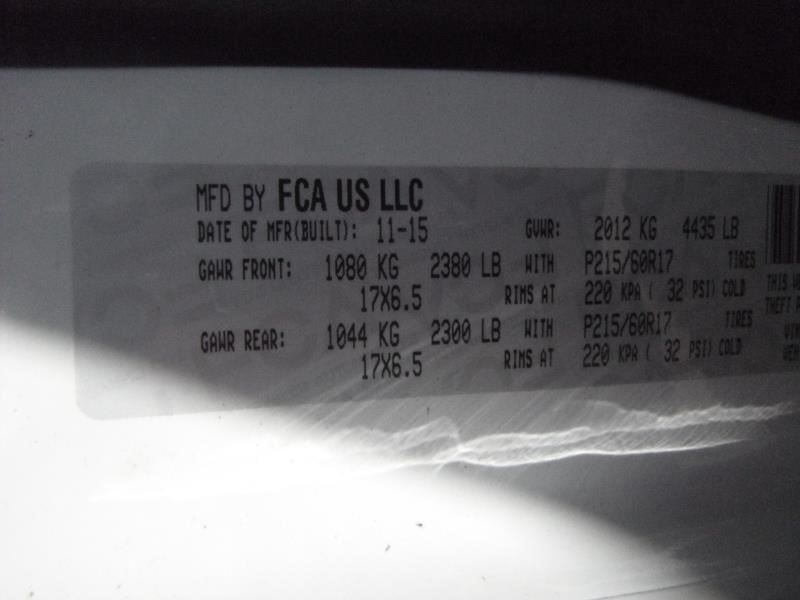 MFD BY FCA US LLC
DATE OF MFR(BUILT): 11-15 GVWR: 2012 KG 4435 LB
GAWR FRONT: 1080 KG 2380 LB WITH P215/60R17 TIRES
17X6.5 RIMS AT 220 KPA ( 32 PSI) COLD
THIS
THEFT
GAWR REAR: 1044 KG 2300 LB WITH P215/60R17 TIRES
17X6.5 RIMS AT 220 KPA ( 32 PSI) COLD